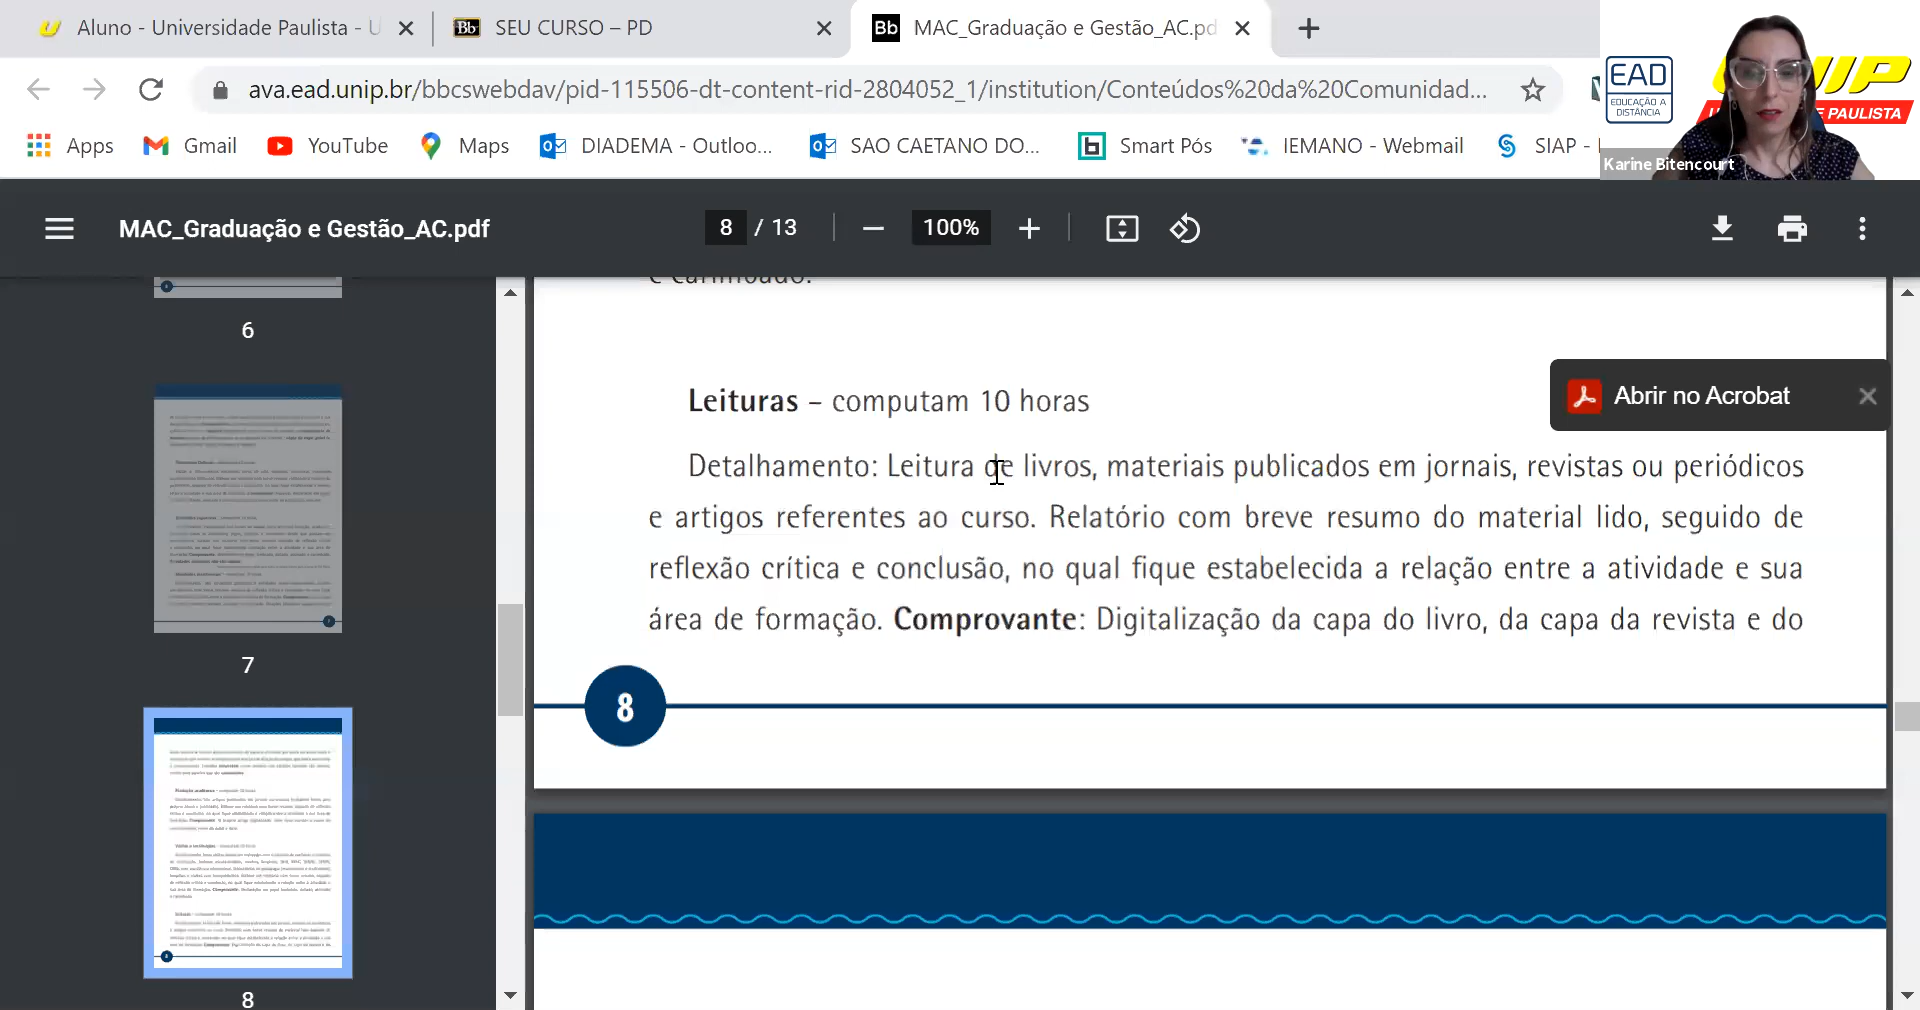 Aluno - Universidade Paulista - U
Bb SEU CURSO – PD
Bb MAC_Graduação e Gestão_AC.pd
ava.ead.unip.br/bbcswebdav/pid-115506-dt-content-rid-2804052_1/institution/Conteúdos%20da%20Comunidad...
Apps Gmail YouTube Maps DIADEMA - Outloo... SAO CAETANO DO... Smart Pós IEMANO - Webmail SIAP -
EAD
EDUCAÇÃO A
DISTÂNCIA
E PAULISTA
Karine Bitencourt
MAC_Graduação e Gestão_AC.pdf 8 / 13 100%
6
7
8
e carimbado.
Abrir no Acrobat
Leituras – computam 10 horas
Detalhamento: Leitura de livros, materiais publicados em jornais, revistas ou periódicos
e artigos referentes ao curso. Relatório com breve resumo do material lido, seguido de
reflexão crítica e conclusão, no qual fique estabelecida a relação entre a atividade e sua
área de formação. Comprovante: Digitalização da capa do livro, da capa da revista e do
8